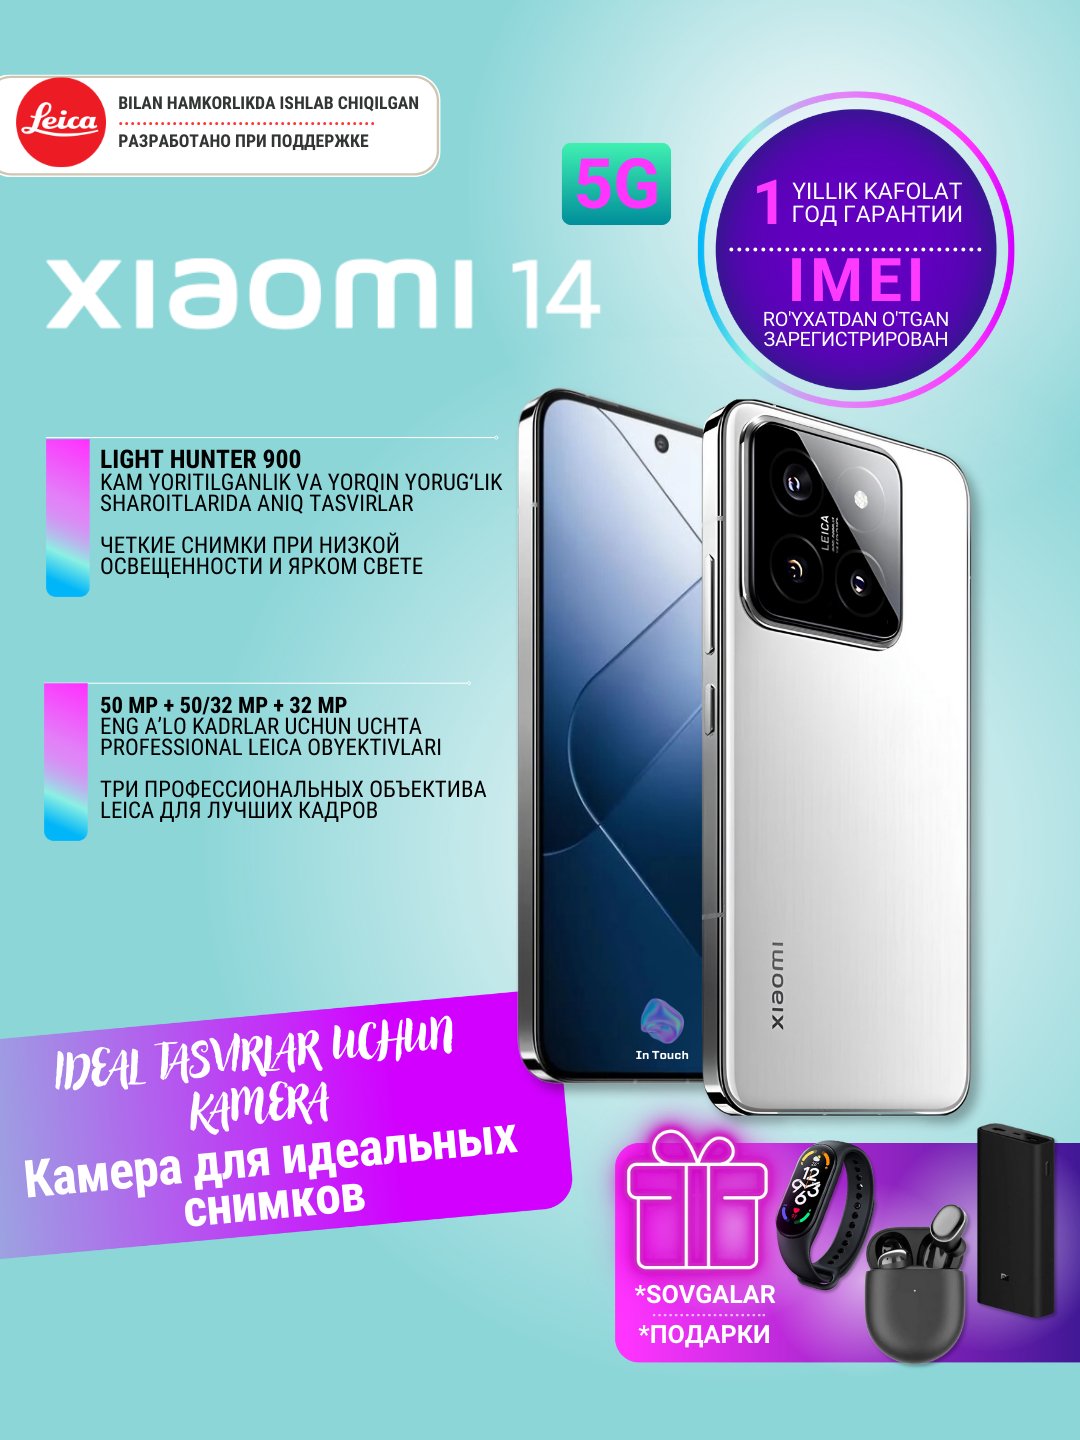 Leica
BILAN HAMKORLIKDA ISHLAB CHIQILGAN
РАЗРАБОТАНО ПРИ ПОДДЕРЖКЕ
5G
1 YILLIK KAFOLAT
ГОД ГАРАНТИИ
IMEI
RO'YXATDAN O'TGAN
ЗАРЕГИСТРИРОВАН
xiaomi 14
LIGHT HUNTER 900
KAM YORITILGANLIK VA YORQIN YORUG‘LIK
SHAROITLARIDA ANIQ TASVIRLAR
ЧЕТКИЕ СНИМКИ ПРИ НИЗКОЙ
ОСВЕЩЕННОСТИ И ЯРКОМ СВЕТЕ
50 MP + 50/32 MP + 32 MP
ENG A’LO KADRLAR UCHUN UCHTA
PROFESSIONAL LEICA OBYEKTIVLARI
ТРИ ПРОФЕССИОНАЛЬНЫХ ОБЪЕКТИВА
LEICA ДЛЯ ЛУЧШИХ КАДРОВ
LEICA
xiaomi
In Touch
IDEAL TASVIRLAR UCHUN
KAMERA
Камера для идеальных
снимков
12
93
6
*SOVGALAR
*ПОДАРКИ